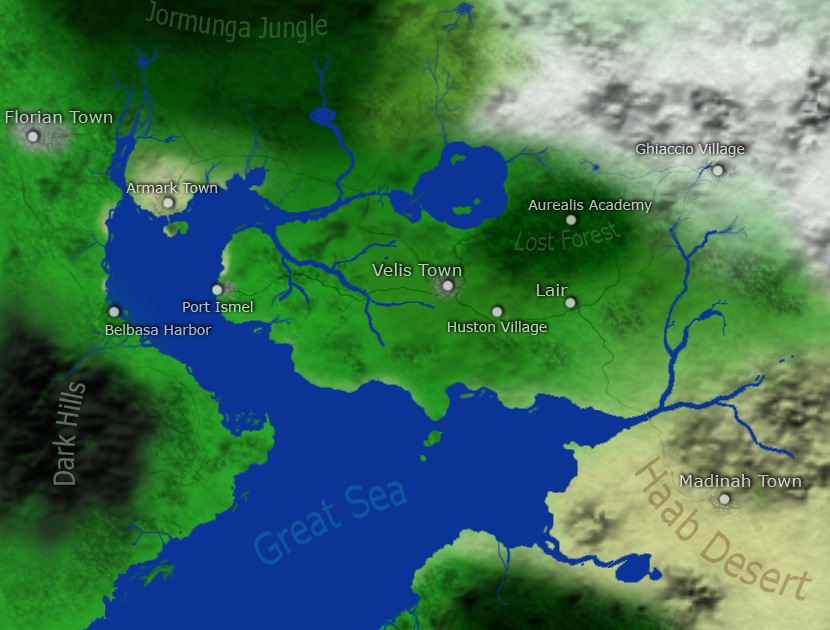 Jormunga Jungle
Florian Town
Ghiaccio Village
Armark Town
Aurealis Academy
Lost Forest
Velis Town
Lair
Port Ismel
Belbasa Harbor
Huston Village
Dark Hills
Great Sea
Madinah Town
Haab Desert